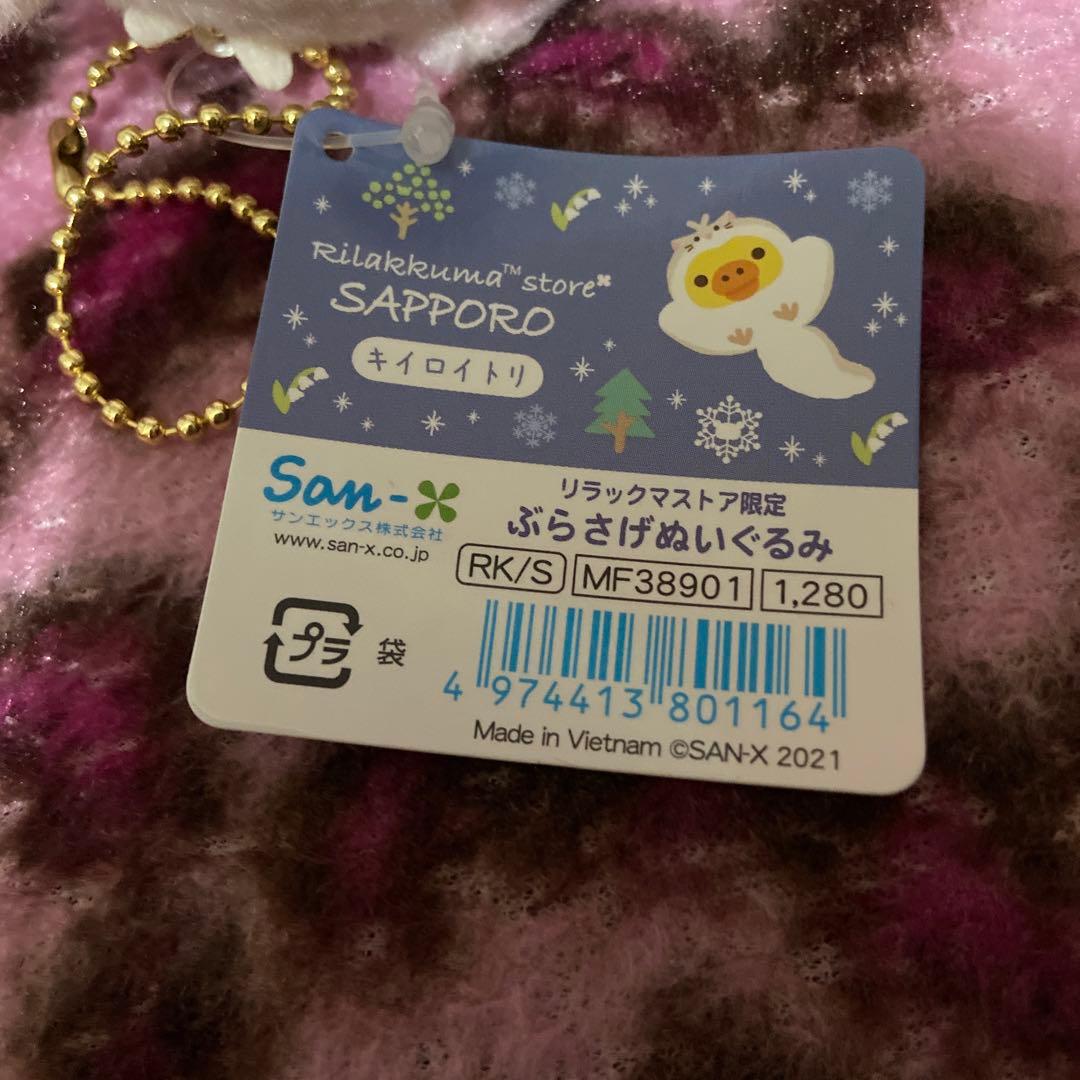 Rilakkuma™ store
SAPPORO
キイロイトリ
San-X
サンエックス株式会社
www.san-x.co.jp
リラックマストア限定
ぶらさげぬいぐるみ
RK/S MF38901 1,280
プラ 袋
4 974413 801164
Made in Vietnam ©SAN-X 2021